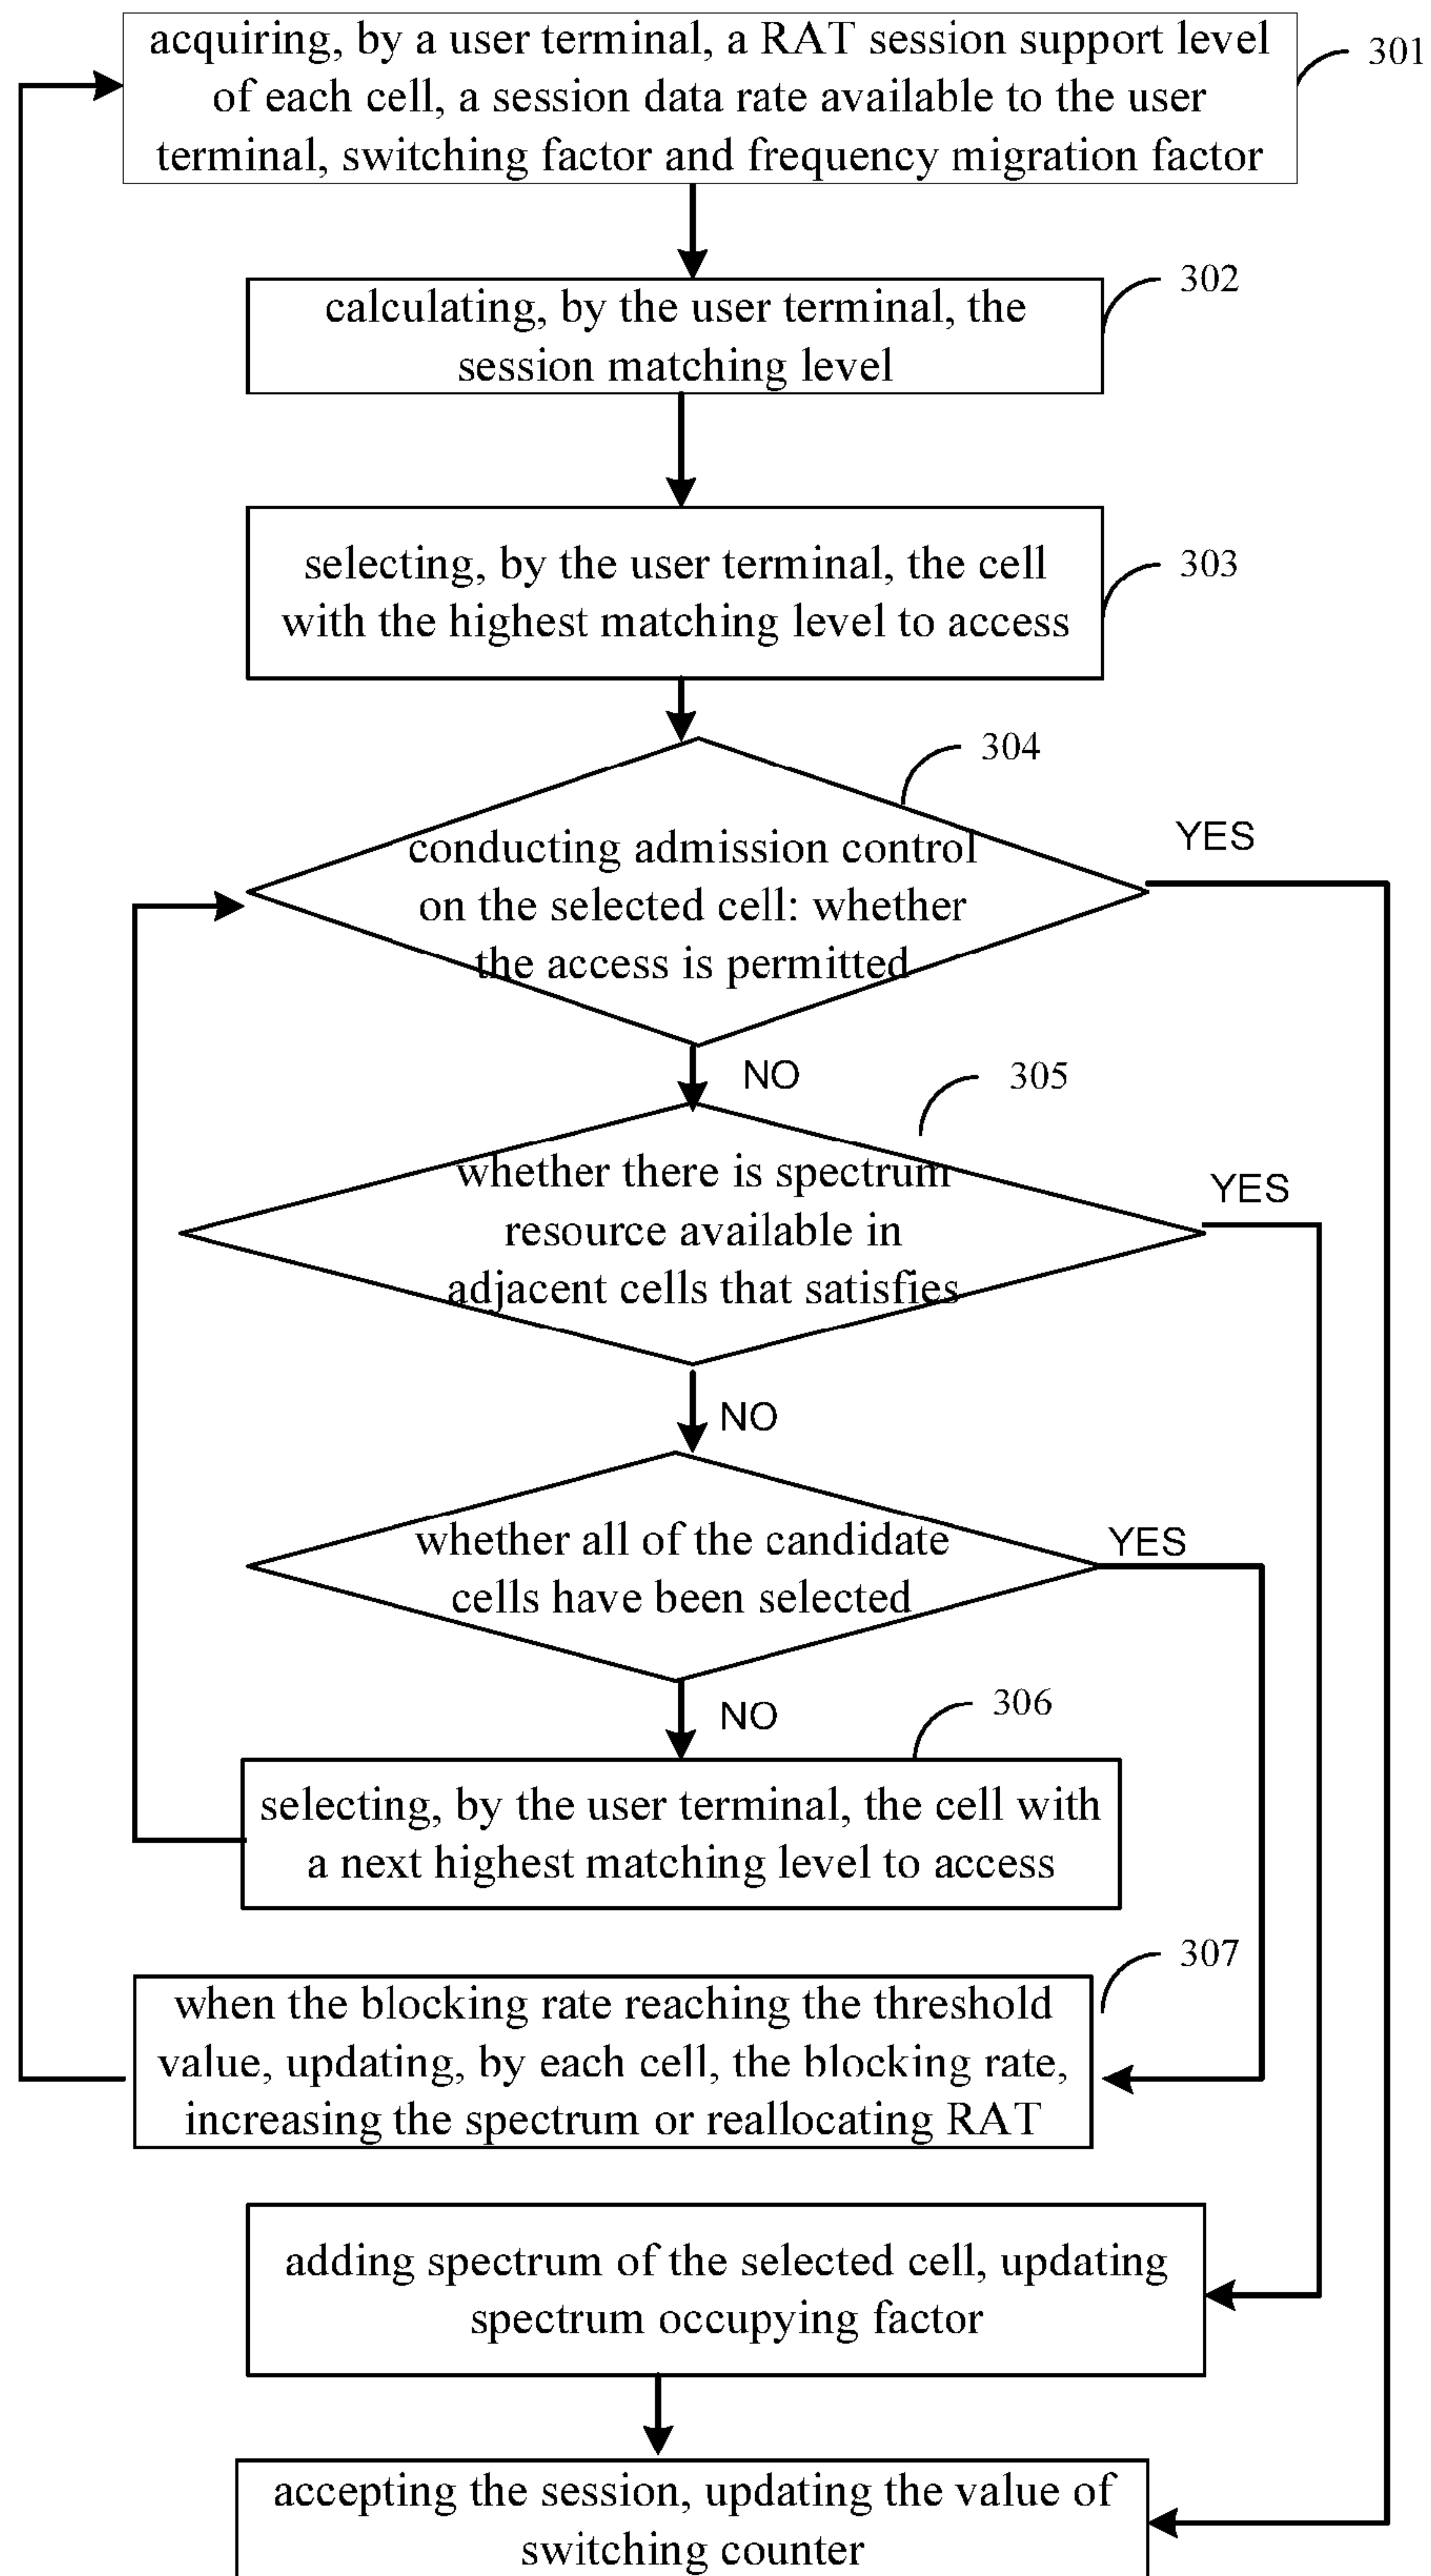 acquiring, by a user terminal, a RAT session support level
of each cell, a session data rate available to the user
terminal, switching factor and frequency migration factor
301
calculating, by the user terminal, the
session matching level
302
selecting, by the user terminal, the cell
with the highest matching level to access
303
304
conducting admission control
on the selected cell: whether
the access is permitted
YES
NO
305
whether there is spectrum
resource available in
adjacent cells that satisfies
YES
NO
whether all of the candidate
cells have been selected
YES
NO
306
selecting, by the user terminal, the cell with
a next highest matching level to access
307
when the blocking rate reaching the threshold
value, updating, by each cell, the blocking rate,
increasing the spectrum or reallocating RAT
adding spectrum of the selected cell, updating
spectrum occupying factor
accepting the session, updating the value of
switching counter